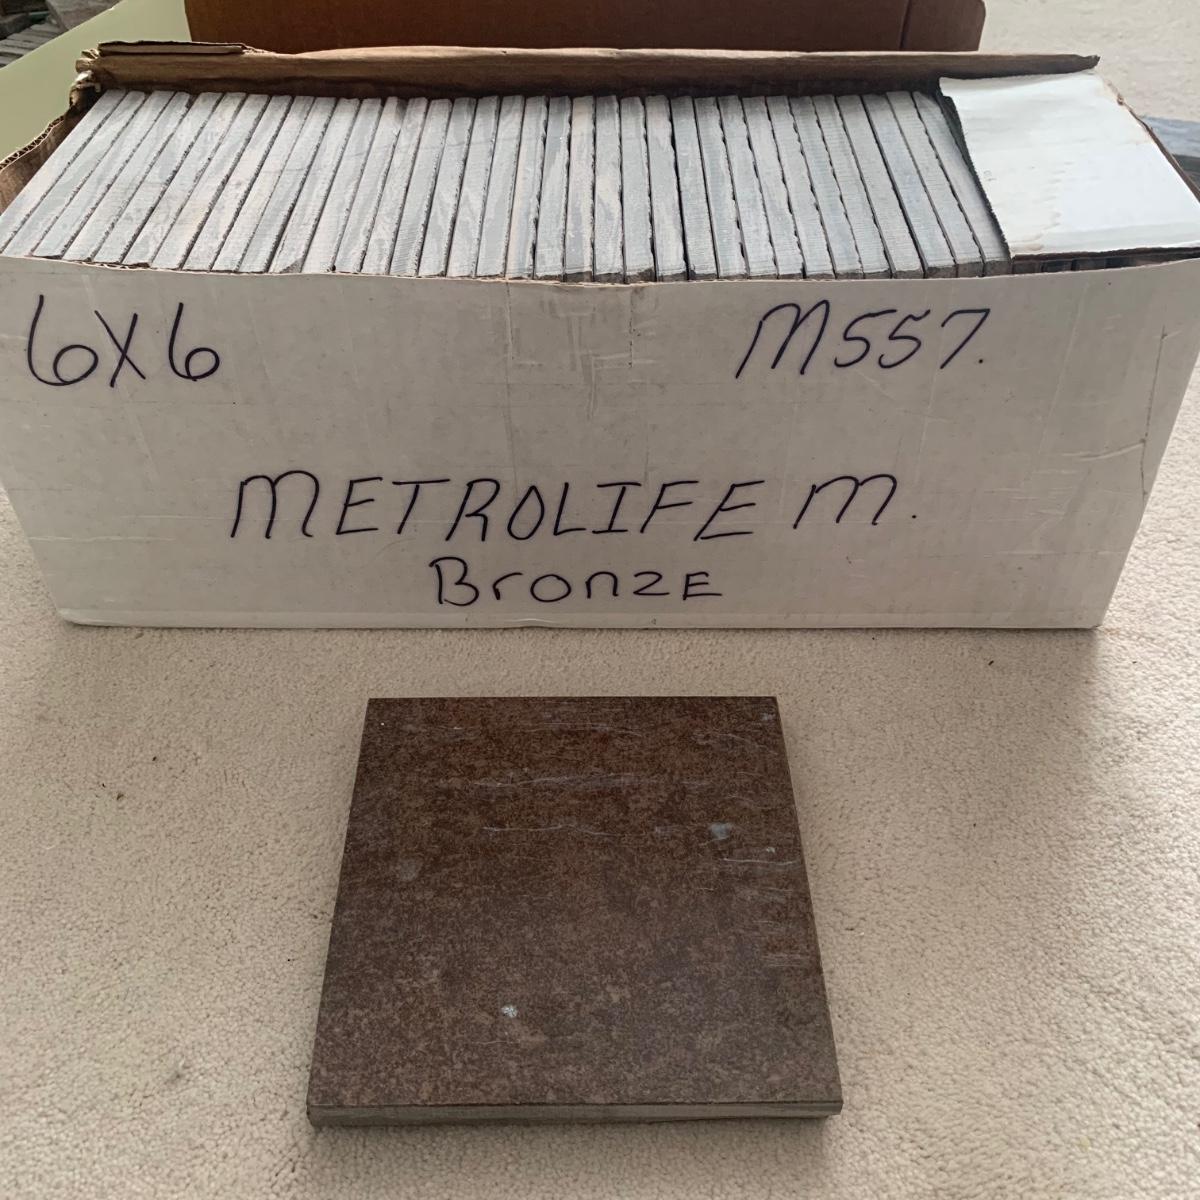 6X6 M557.
METROLIFE M.
BronZE